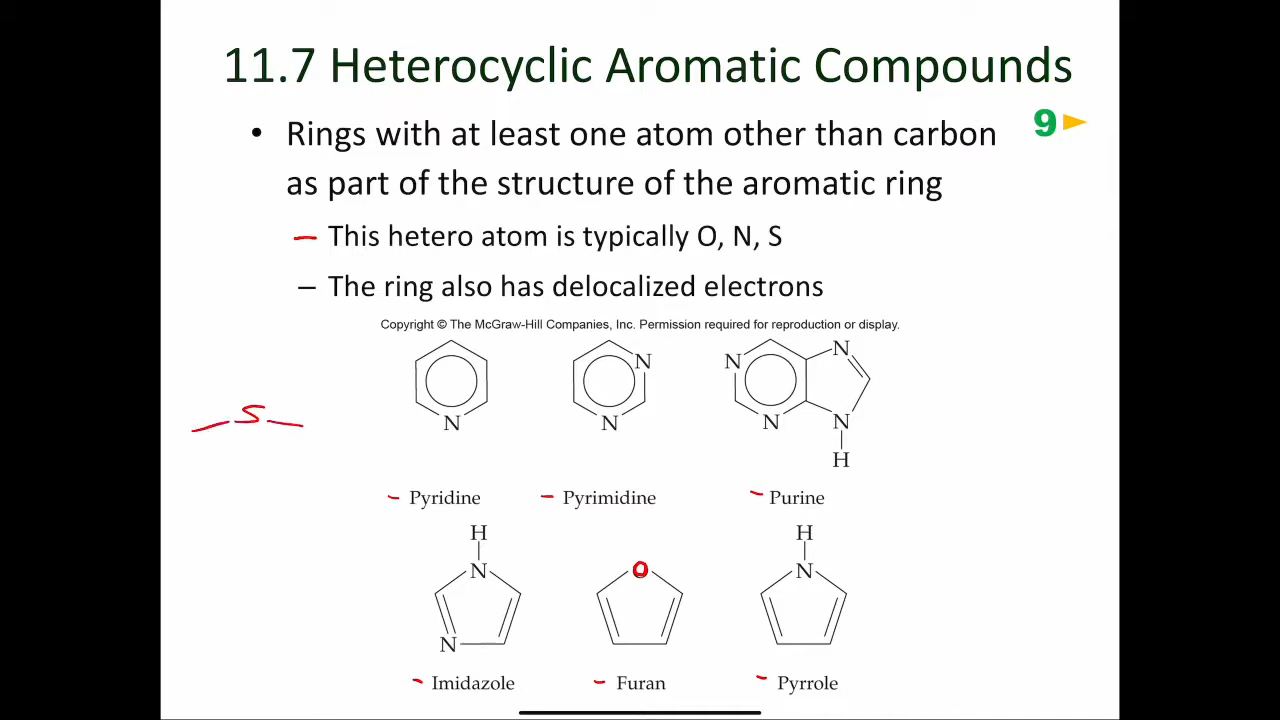 11.7 Heterocyclic Aromatic Compounds
• Rings with at least one atom other than carbon
as part of the structure of the aromatic ring
9
– This hetero atom is typically O, N, S
– The ring also has delocalized electrons
Copyright © The McGraw-Hill Companies, Inc. Permission required for reproduction or display.
N
N
N
N
N
N
N
H
S
Pyridine
Pyrimidine
Purine
H
N
N
O
H
N
Imidazole
Furan
Pyrrole